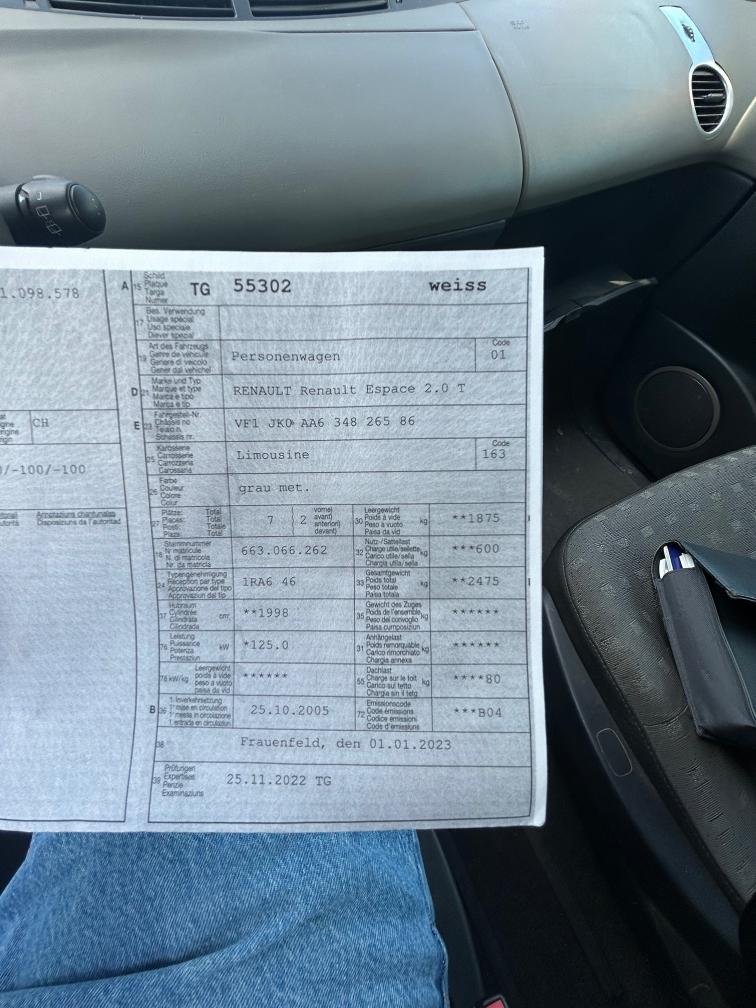 1.098.578
CH
0/-100/-100
A 15 Schild Plaque Targa Numer TG 55302 weiss
17 Bes. Verwendung
Usage spécial
Uso speciale
Diever spezial
19 Art des Fahrzeugs
Genre de véhicule
Genere di veicolo
Gener dal vehichel
Personenwagen
Code
01
D 21 Marke und Typ
Marque et type
Marca e tipo
Marca e tip
RENAULT Renault Espace 2.0 T
E 23 Fahrgestell-Nr.
Châssis no
Telaio n.
Schassis nr.
VF1 JK0 AA6 348 265 86
25 Karosserie
Carrosserie
Carrozzeria
Carossaria
Limousine
Code
163
26 Farbe
Couleur
Colore
Colur
grau met.
27 Plätze: Total
Places: Total
Posti: Totale
Plazs: Total
7
vorne)
2 avant)
anteriori)
davant)
30 Leergewicht
Poids à vide
Peso a vuoto
Paisa da vid
kg
**1875
18 Stammnummer
N° matricule
N. di matricola
Nr. da matricla
663.066.262
32 Nutz-/Sattellast
Charge utile/sellette
Carico utile/sella
Chargia utila/sella
kg
***600
24 Typengenehmigung
Réception par type
Approvazione del tipo
Approvaziun dal tip
1RA6 46
33 Gesamtgewicht
Poids total
Peso totale
Paisa totala
kg
**2475
37 Hubraum
Cylindrée
Cilindrata
Cilindrada
cm³
**1998
35 Gewicht des Zuges
Poids de l'ensemble
Peso del convoglio
Paisa cumposiziun
kg
******
76 Leistung
Puissance
Potenza
Prestaziun
kW
*125.0
31 Anhängelast
Poids remorquable
Carico rimorchiato
Chargia annexa
kg
******
78 kW/kg
Leergewicht
poids à vide
peso a vuoto
paisa da vid
******
55 Dachlast
Charge sur le toit
Carico sul tetto
Chargia sin il tetg
kg
****80
B 36 1. Inverkehrsetzung
1re mise en circulation
1a messa in circolazione
1. entrada en circulaziun
25.10.2005
72 Emissionscode
Code émissions
Codice emissioni
Code d'emissiuns
***B04
38 Frauenfeld, den 01.01.2023
39 Prüfungen
Expertises
Perizie
Examinaziuns
25.11.2022 TG